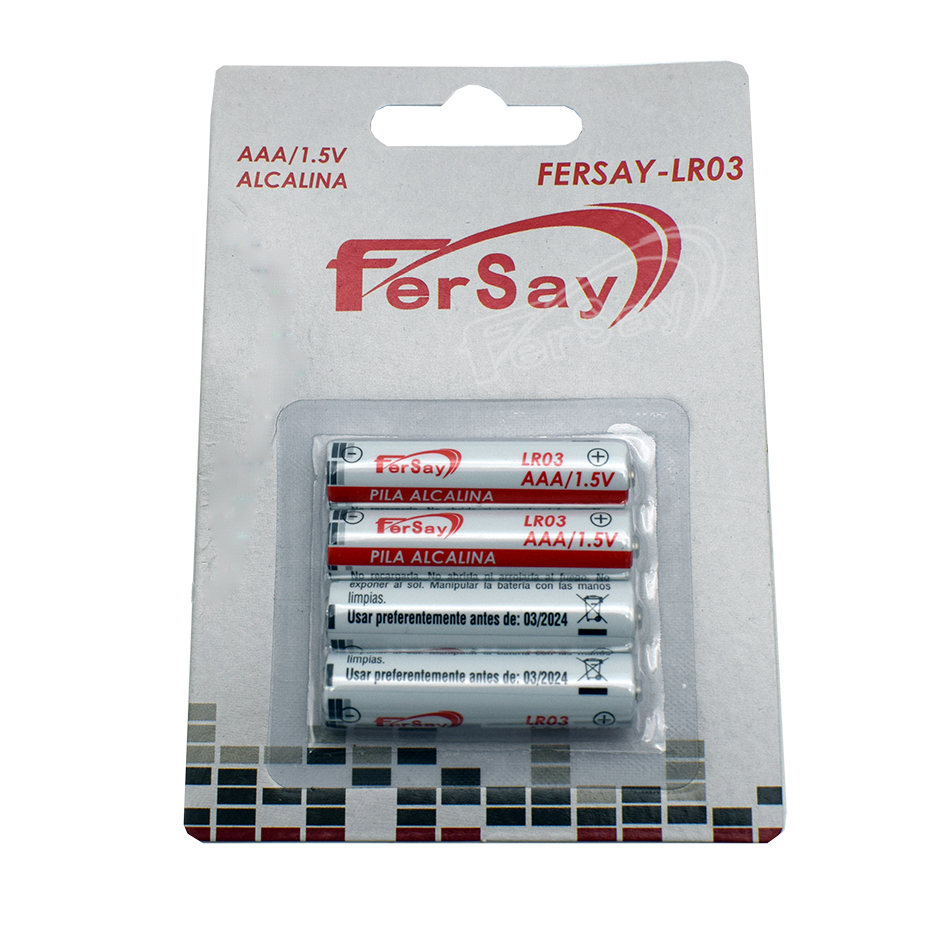 AAA/1.5V
ALCALINA
FERSAY-LR03
FerSay
FerSay
FerSay
LR03
AAA/1.5V
PILA ALCALINA
FerSay
LR03
AAA/1.5V
PILA ALCALINA
No recargarla. No abrirla ni arrojarla al fuego. No
exponer al sol. Manipular la batería con las manos
limpias.
Usar preferentemente antes de: 03/2024
limpias.
Usar preferentemente antes de: 03/2024
FerSay
LR03